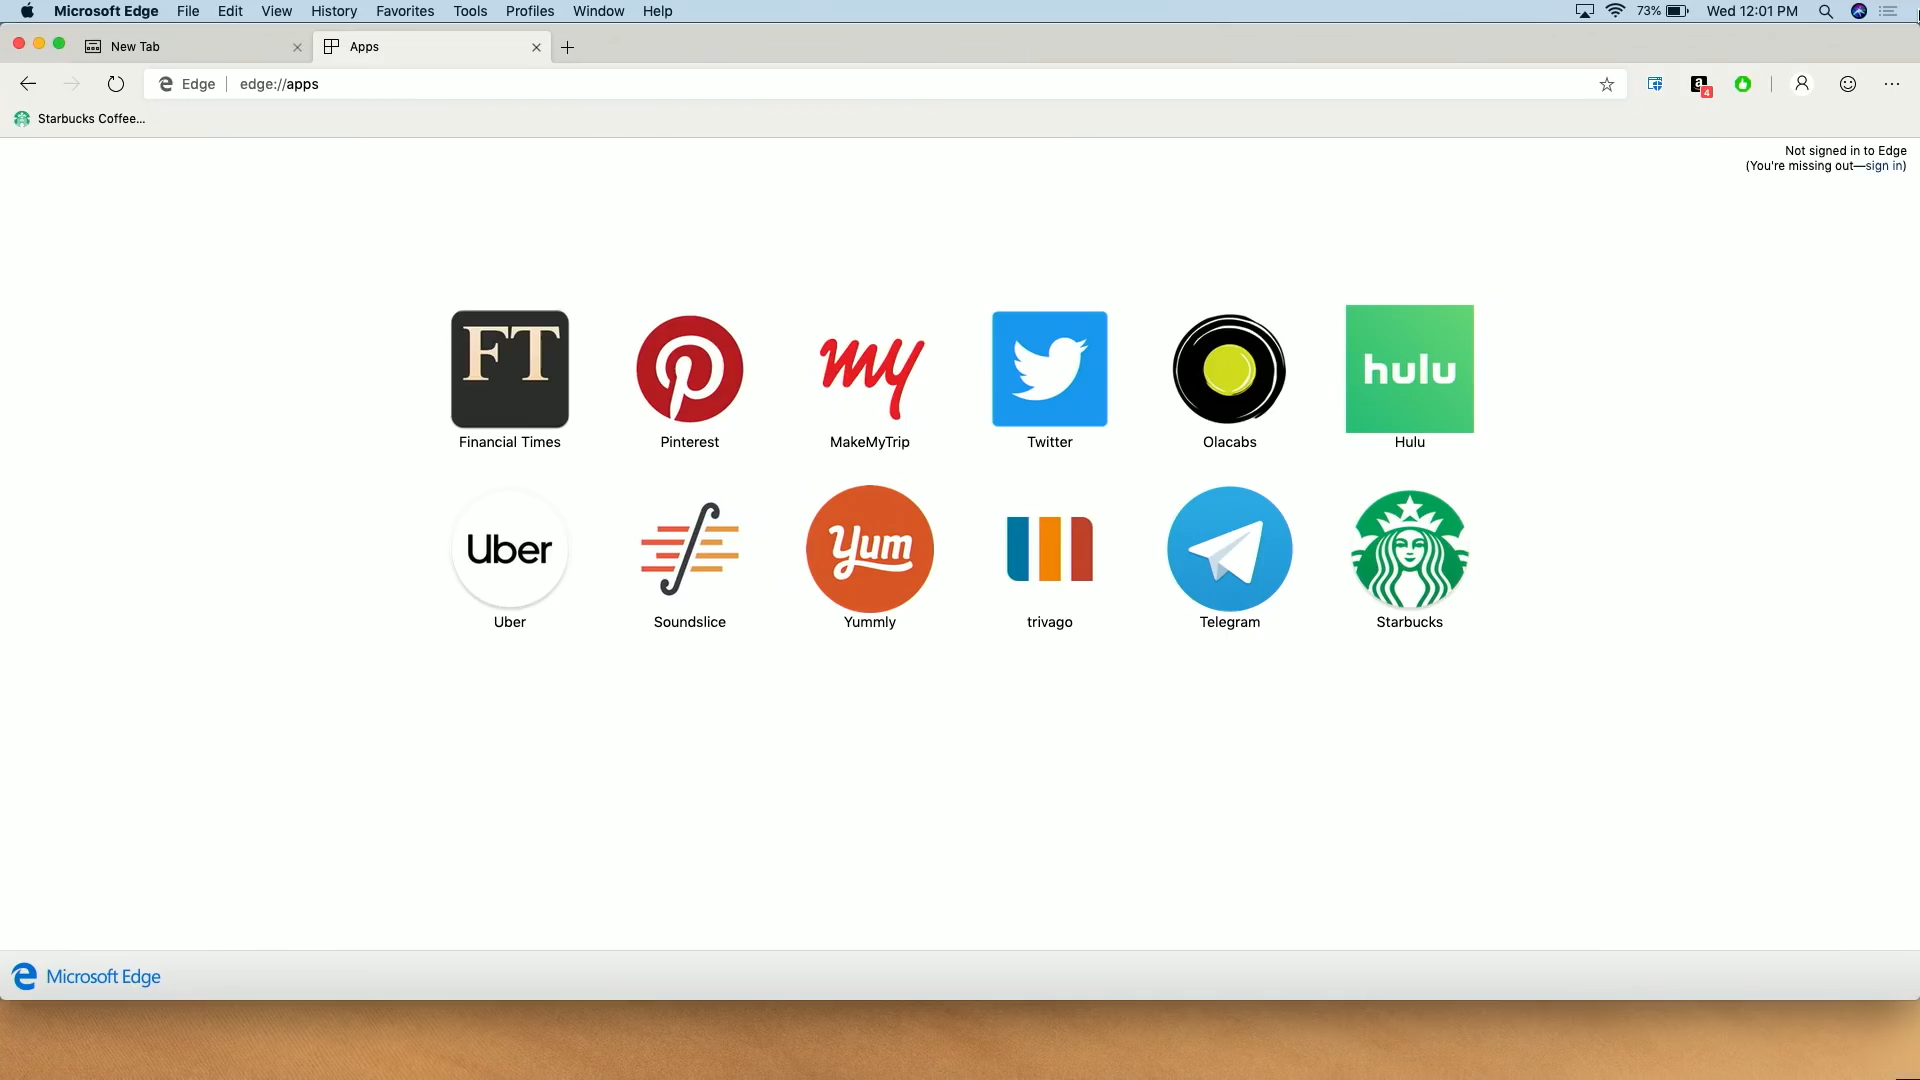 Microsoft Edge File Edit View History Favorites Tools Profiles Window Help 73% Wed 12:01 PM
New Tab Apps
Edge edge://apps a 4
Starbucks Coffee...
Not signed in to Edge
(You're missing out—sign in)
FT my hulu
Financial Times Pinterest MakeMyTrip Twitter Olacabs Hulu
Uber Yum
Uber Soundslice Yummly trivago Telegram Starbucks
Microsoft Edge